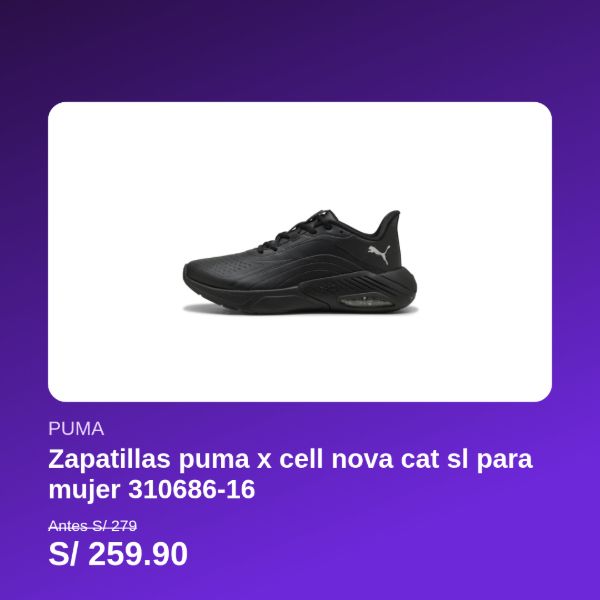 PUMA
Zapatillas puma x cell nova cat sl para
mujer 310686-16
Antes S/ 279
S/ 259.90